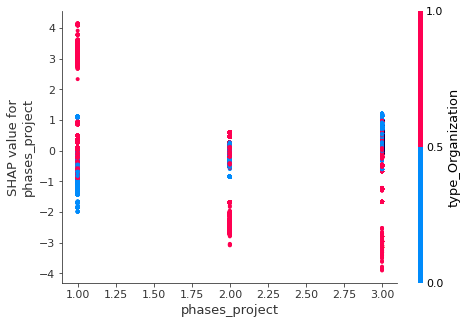 4
3
2
1
0
−1
−2
−3
−4
SHAP value for
phases_project
1.00 1.25 1.50 1.75 2.00 2.25 2.50 2.75 3.00
phases_project
1.0
0.5
0.0
type_Organization